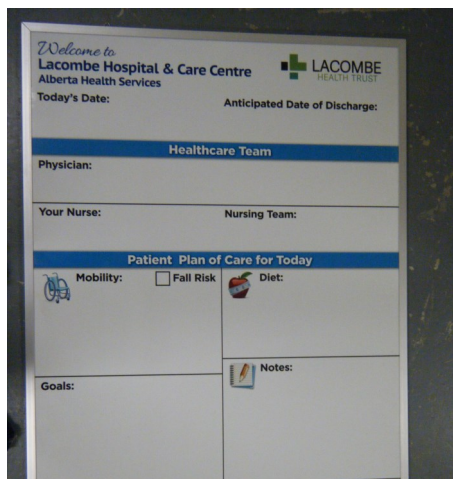 Welcome to
Lacombe Hospital & Care Centre
Alberta Health Services
LACOMBE
HEALTH TRUST
Today's Date:
Anticipated Date of Discharge:
Healthcare Team
Physician:
Your Nurse:
Nursing Team:
Patient Plan of Care for Today
Mobility:
Fall Risk
Diet:
Notes:
Goals: